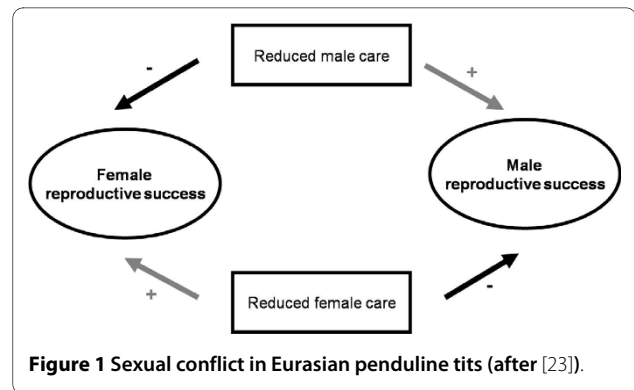 Reduced male care
-
+
Female
reproductive success
Male
reproductive success
+
Reduced female care
-
Figure 1 Sexual conflict in Eurasian penduline tits (after [23]).